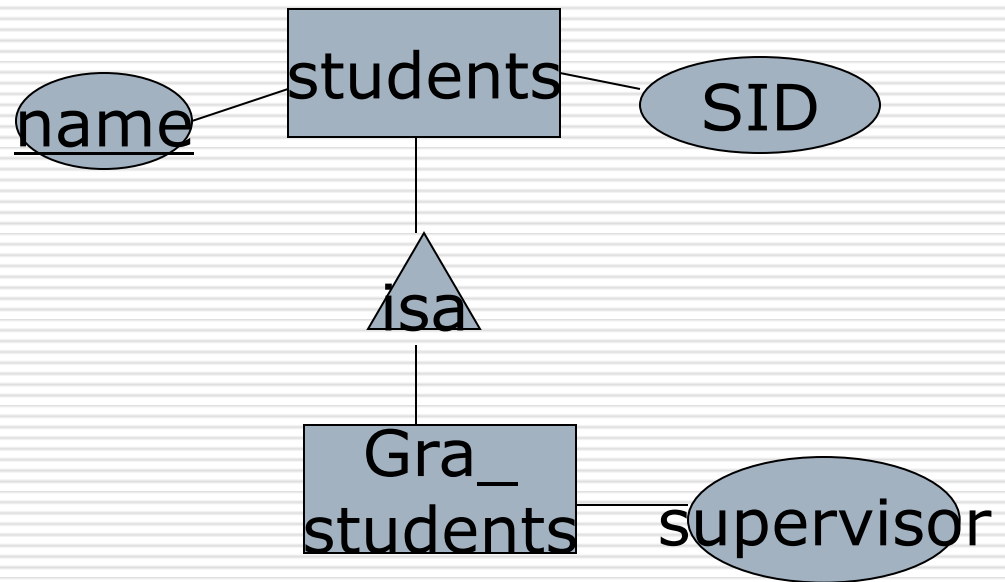 students
name
SID
isa
Gra_
students
supervisor